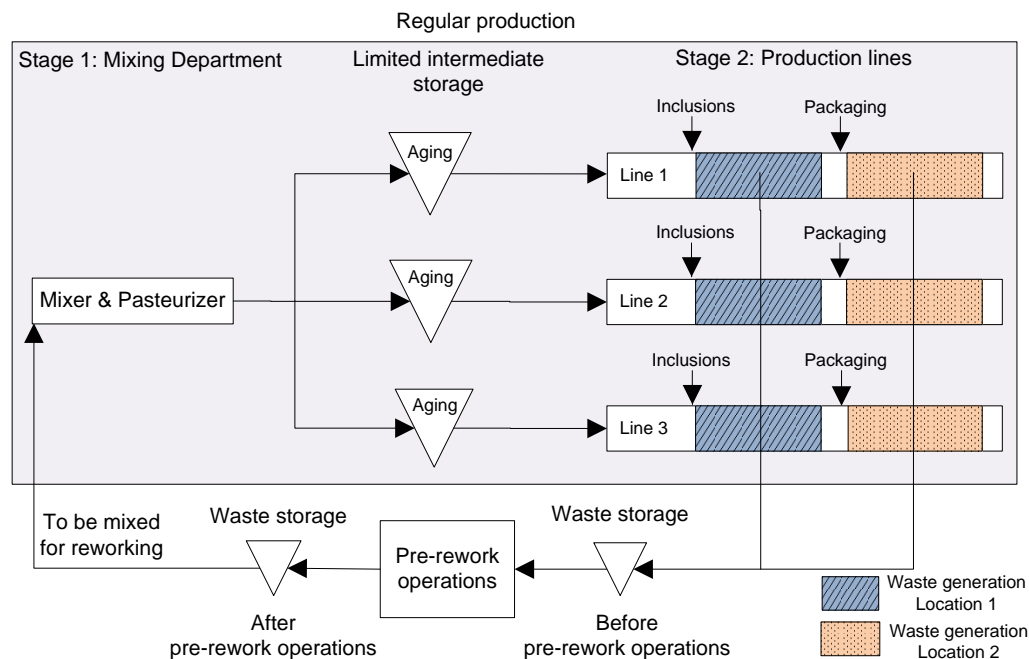 Regular production
Stage 1: Mixing Department
Limited intermediate
storage
Stage 2: Production lines
Inclusions
Packaging
Aging
Line 1
Inclusions
Packaging
Mixer & Pasteurizer
Aging
Line 2
Inclusions
Packaging
Aging
Line 3
To be mixed
for reworking
Waste storage
Pre-rework
operations
Waste storage
After
pre-rework operations
Before
pre-rework operations
Waste generation
Location 1
Waste generation
Location 2